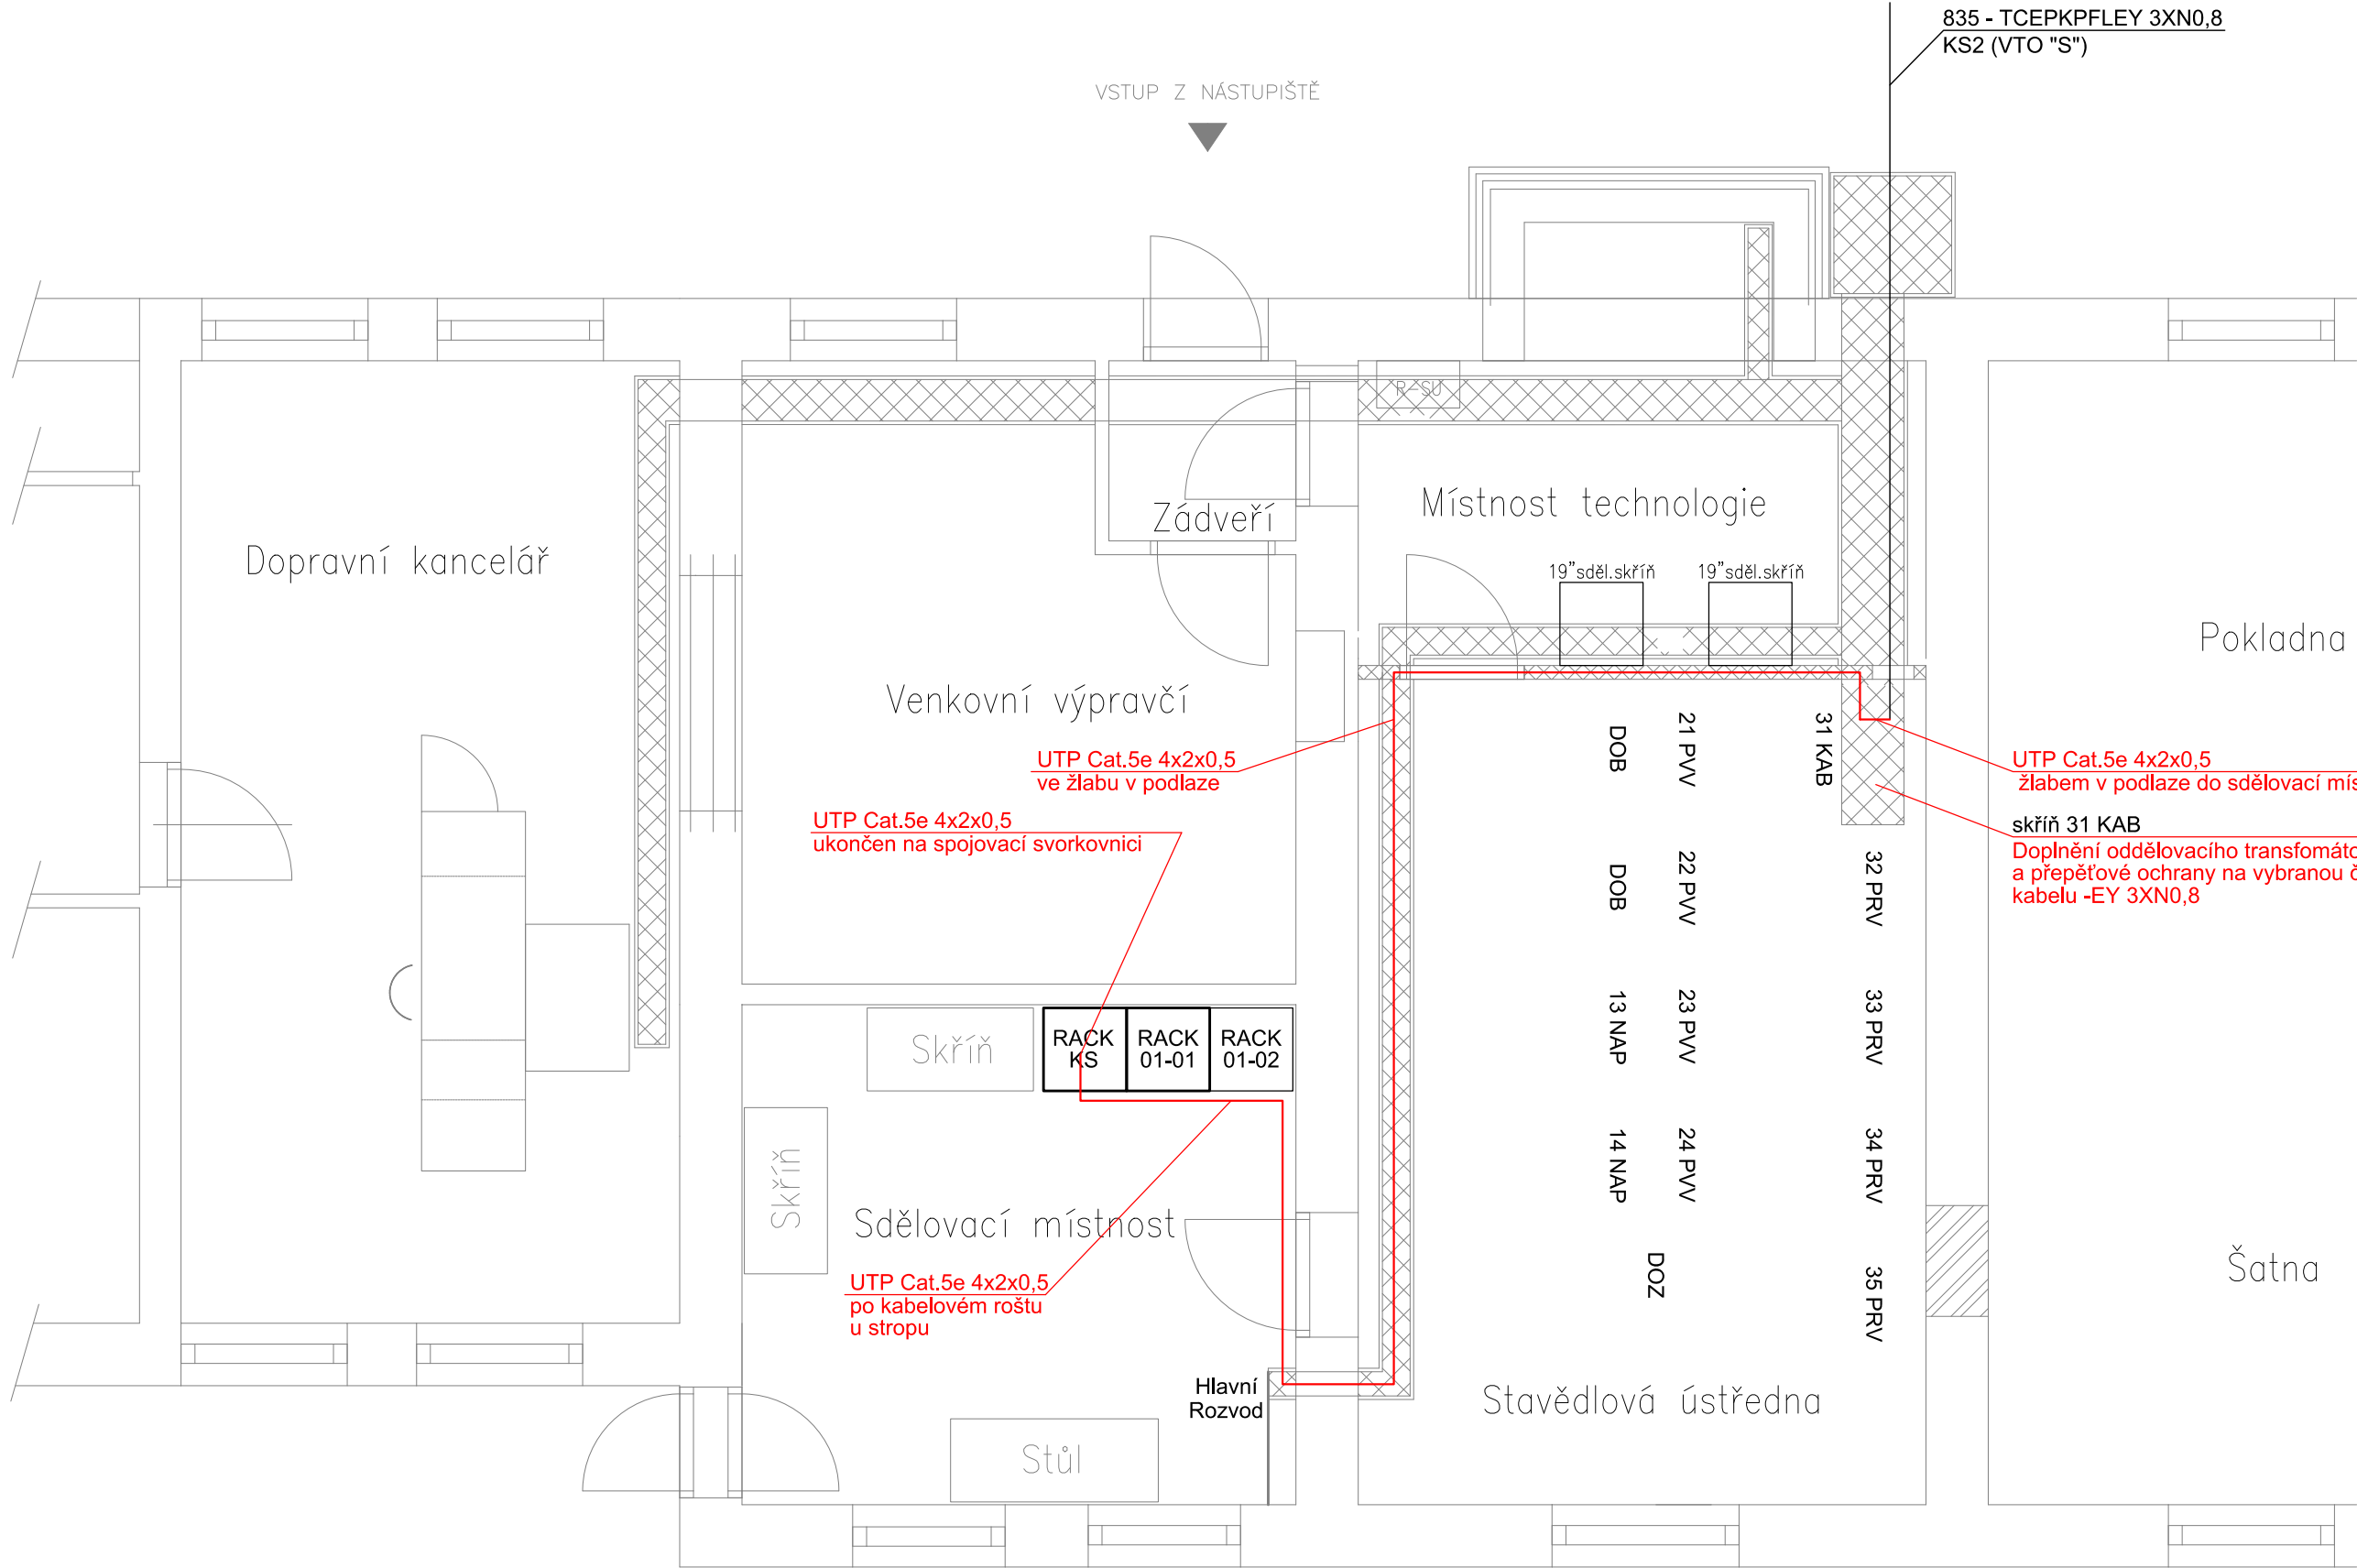 835 - TCEPKPFLEY 3XN0,8
KS2 (VTO "S")
VSTUP Z NÁSTUPIŠTĚ
R-SU
Místnost technologie
Zádveří
Dopravní kancelář
19"sděl.skříň
19"sděl.skříň
Pokladna
Venkovní výpravčí
UTP Cat.5e 4x2x0,5
ve žlabu v podlaze
UTP Cat.5e 4x2x0,5
ukončen na spojovací svorkovnici
DOB
21 PVV
31 KAB
UTP Cat.5e 4x2x0,5
žlabem v podlaze do sdělovací mís
skříň 31 KAB
Doplnění oddělovacího transfomáto
a přepěťové ochrany na vybranou č
kabelu -EY 3XN0,8
DOB
22 PVV
32 PRV
13 NAP
23 PVV
33 PRV
Skříň
RACK
KS
RACK
01-01
RACK
01-02
14 NAP
24 PVV
34 PRV
Skříň
Sdělovací místnost
UTP Cat.5e 4x2x0,5
po kabelovém roštu
u stropu
DOZ
35 PRV
Šatna
Hlavní
Rozvod
Stavědlová ústředna
Stůl